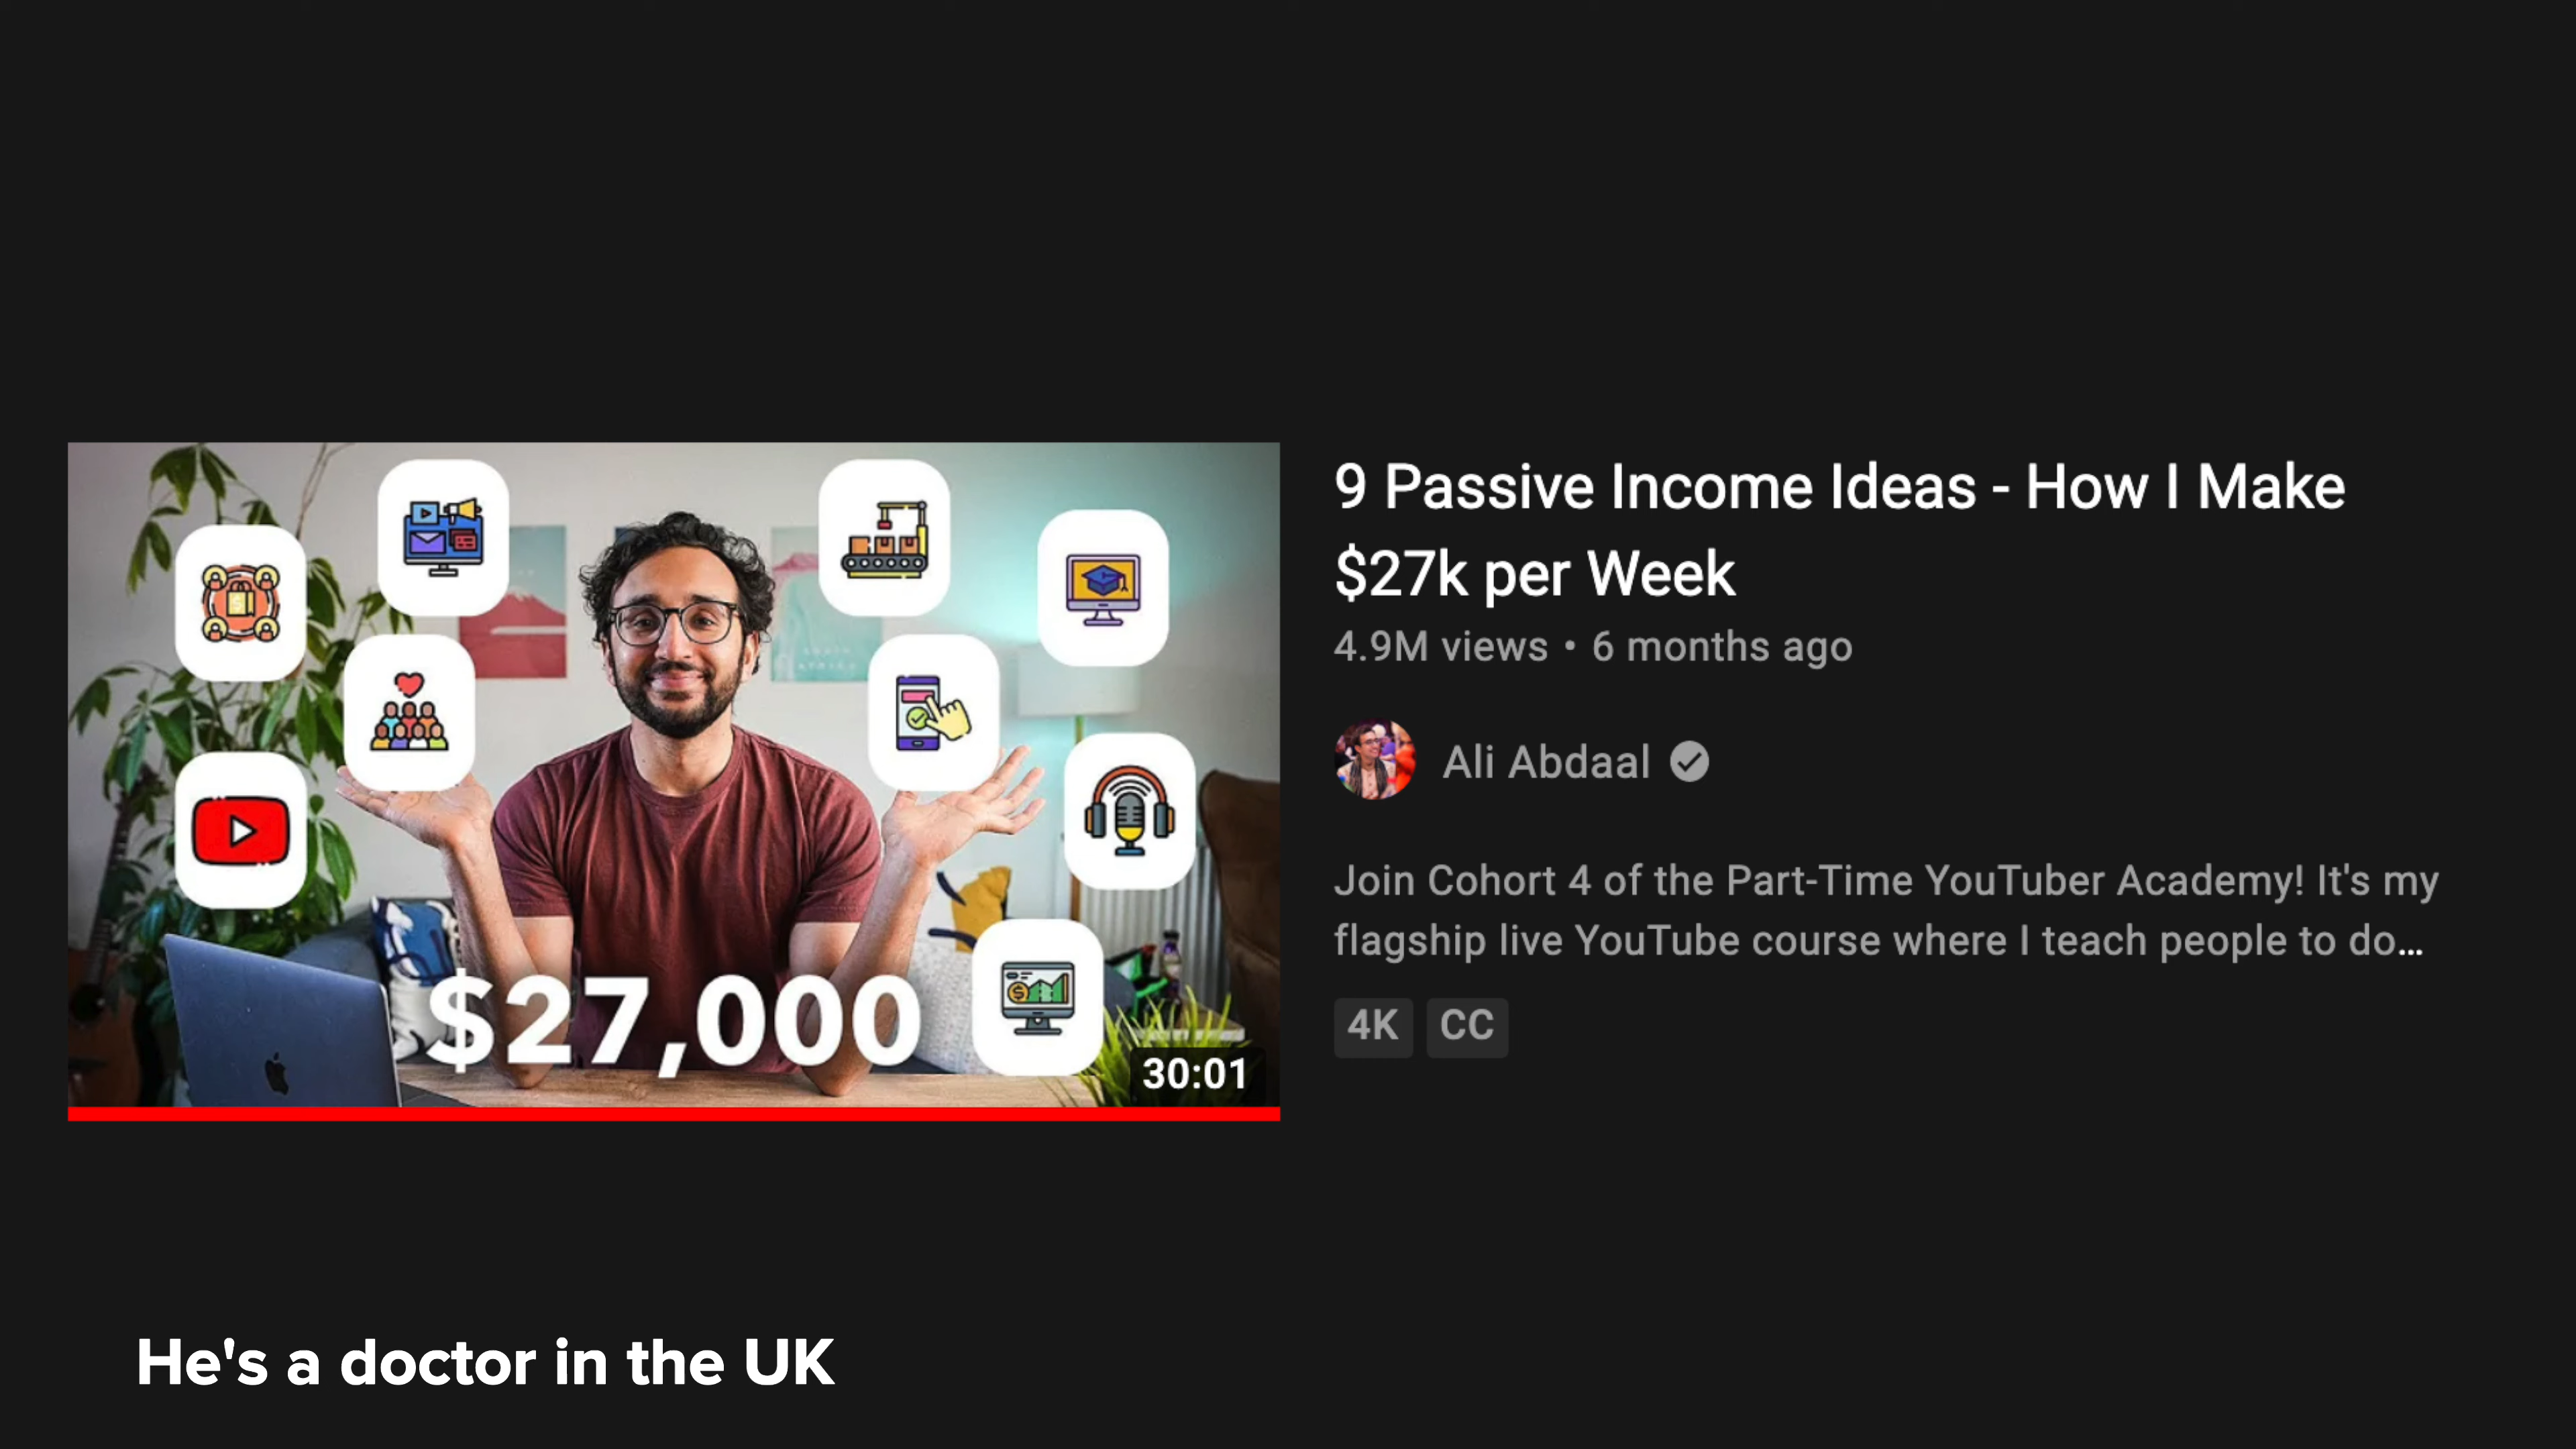 $27,000
30:01
9 Passive Income Ideas - How I Make
$27k per Week
4.9M views • 6 months ago
Ali Abdaal
Join Cohort 4 of the Part-Time YouTuber Academy! It's my
flagship live YouTube course where I teach people to do...
4K CC
He's a doctor in the UK